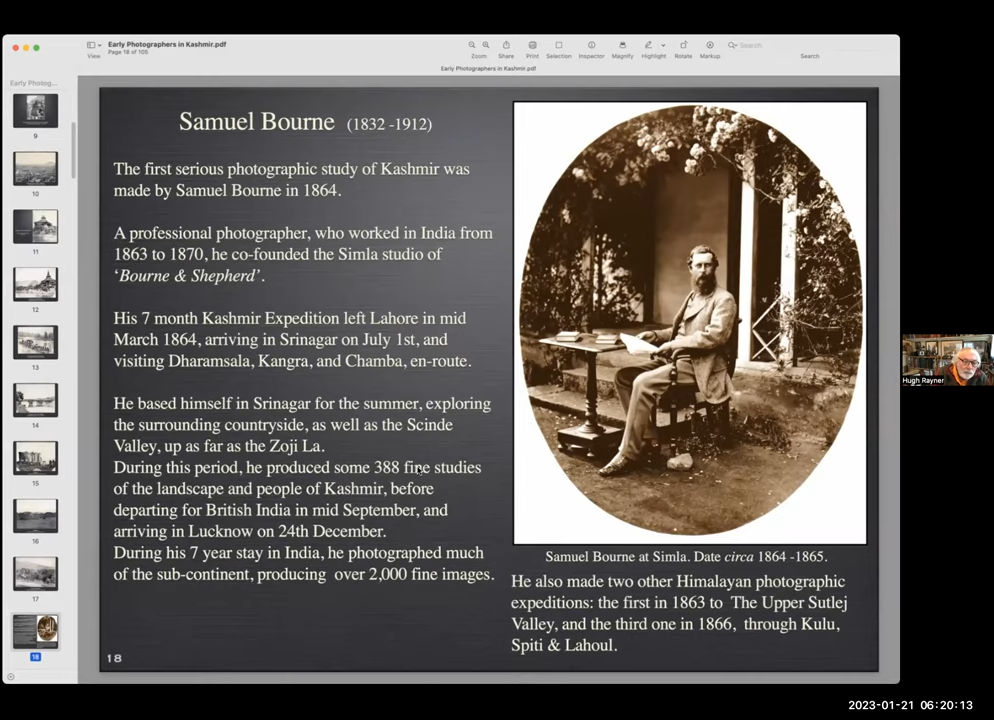 Early Photographers in Kashmir.pdf
Page 18 of 105
View
Zoom
Share
Print
Selection
Inspector
Magnify
Highlight
Rotate
Markup
Search
Search
Early Photographers in Kashmir.pdf
Early Photog...
9
10
11
12
13
14
15
16
17
18
Samuel Bourne (1832 -1912)
The first serious photographic study of Kashmir was
made by Samuel Bourne in 1864.
A professional photographer, who worked in India from
1863 to 1870, he co-founded the Simla studio of
‘Bourne & Shepherd’.
His 7 month Kashmir Expedition left Lahore in mid
March 1864, arriving in Srinagar on July 1st, and
visiting Dharamsala, Kangra, and Chamba, en-route.
He based himself in Srinagar for the summer, exploring
the surrounding countryside, as well as the Scinde
Valley, up as far as the Zoji La.
During this period, he produced some 388 fine studies
of the landscape and people of Kashmir, before
departing for British India in mid September, and
arriving in Lucknow on 24th December.
During his 7 year stay in India, he photographed much
of the sub-continent, producing over 2,000 fine images.
18
Samuel Bourne at Simla. Date circa 1864 -1865.
He also made two other Himalayan photographic
expeditions: the first in 1863 to The Upper Sutlej
Valley, and the third one in 1866, through Kulu,
Spiti & Lahoul.
Hugh Rayner
2023-01-21 06:20:13